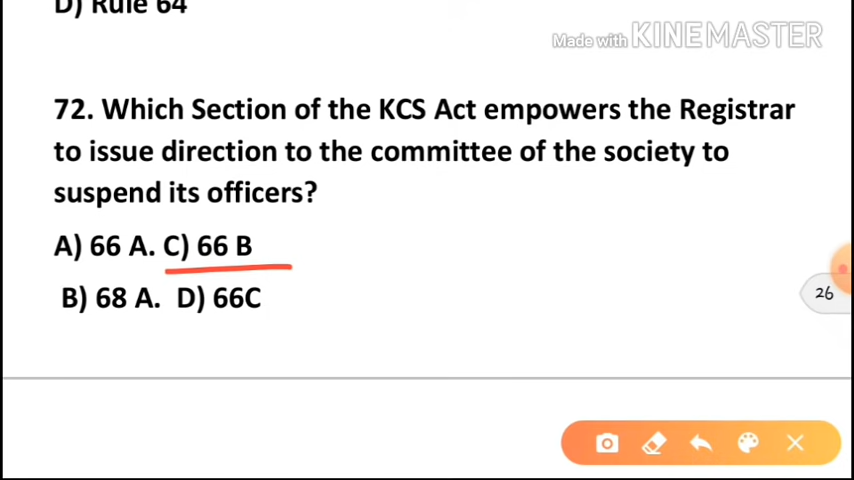 D) Rule 64
Made with KINEMASTER
72. Which Section of the KCS Act empowers the Registrar
to issue direction to the committee of the society to
suspend its officers?
A) 66 A. C) 66 B
B) 68 A. D) 66C
26